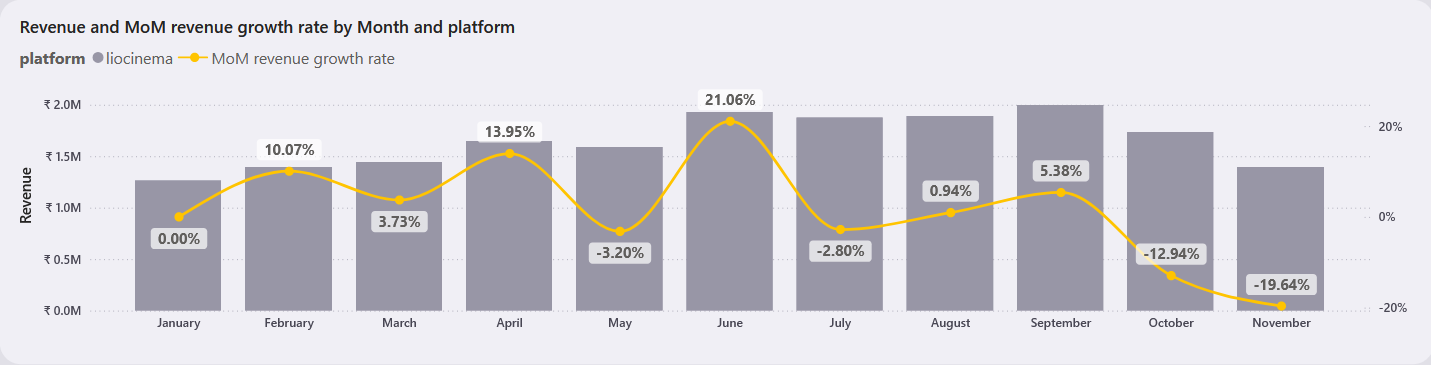 Revenue and MoM revenue growth rate by Month and platform
platform liocinema MoM revenue growth rate
Revenue
₹ 2.0M
₹ 1.5M
₹ 1.0M
₹ 0.5M
₹ 0.0M
0.00%
10.07%
3.73%
13.95%
-3.20%
21.06%
-2.80%
0.94%
5.38%
-12.94%
-19.64%
20%
0%
-20%
January February March April May June July August September October November